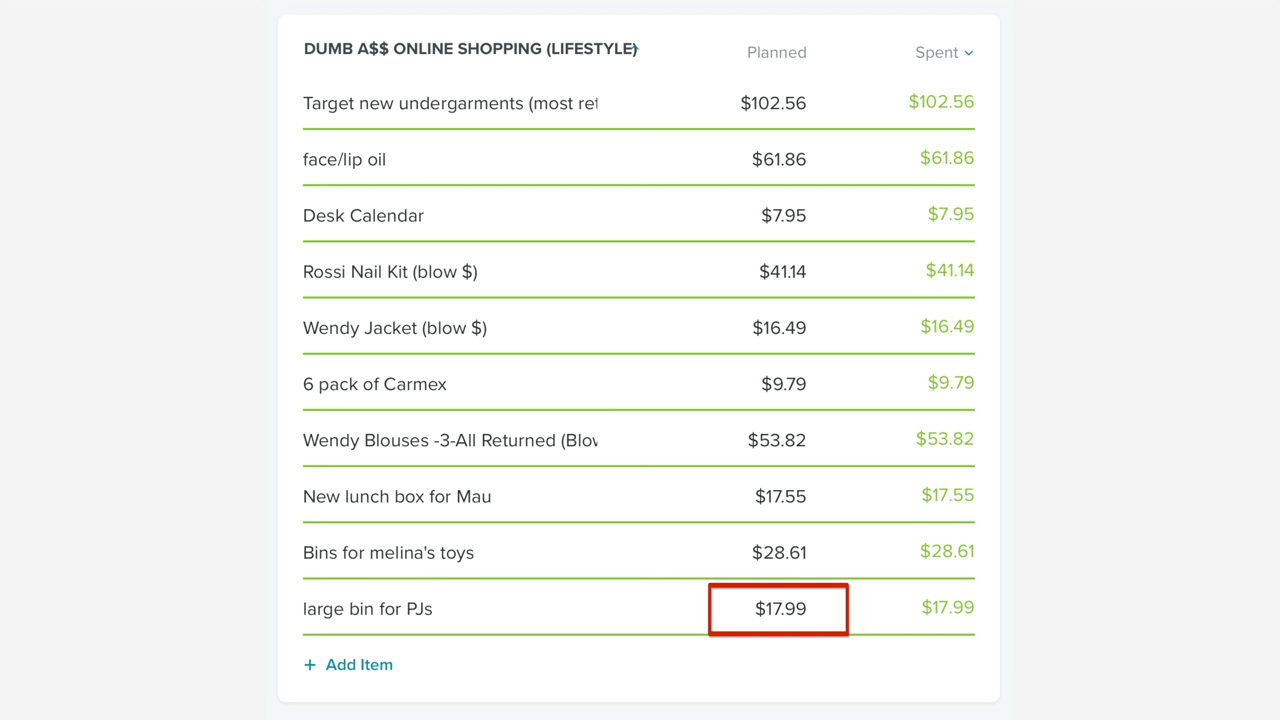 DUMB A$$ ONLINE SHOPPING (LIFESTYLE) Planned Spent
Target new undergarments (most ret $102.56 $102.56
face/lip oil $61.86 $61.86
Desk Calendar $7.95 $7.95
Rossi Nail Kit (blow $) $41.14 $41.14
Wendy Jacket (blow $) $16.49 $16.49
6 pack of Carmex $9.79 $9.79
Wendy Blouses -3-All Returned (Blow $53.82 $53.82
New lunch box for Mau $17.55 $17.55
Bins for melina's toys $28.61 $28.61
large bin for PJs $17.99 $17.99
+ Add Item